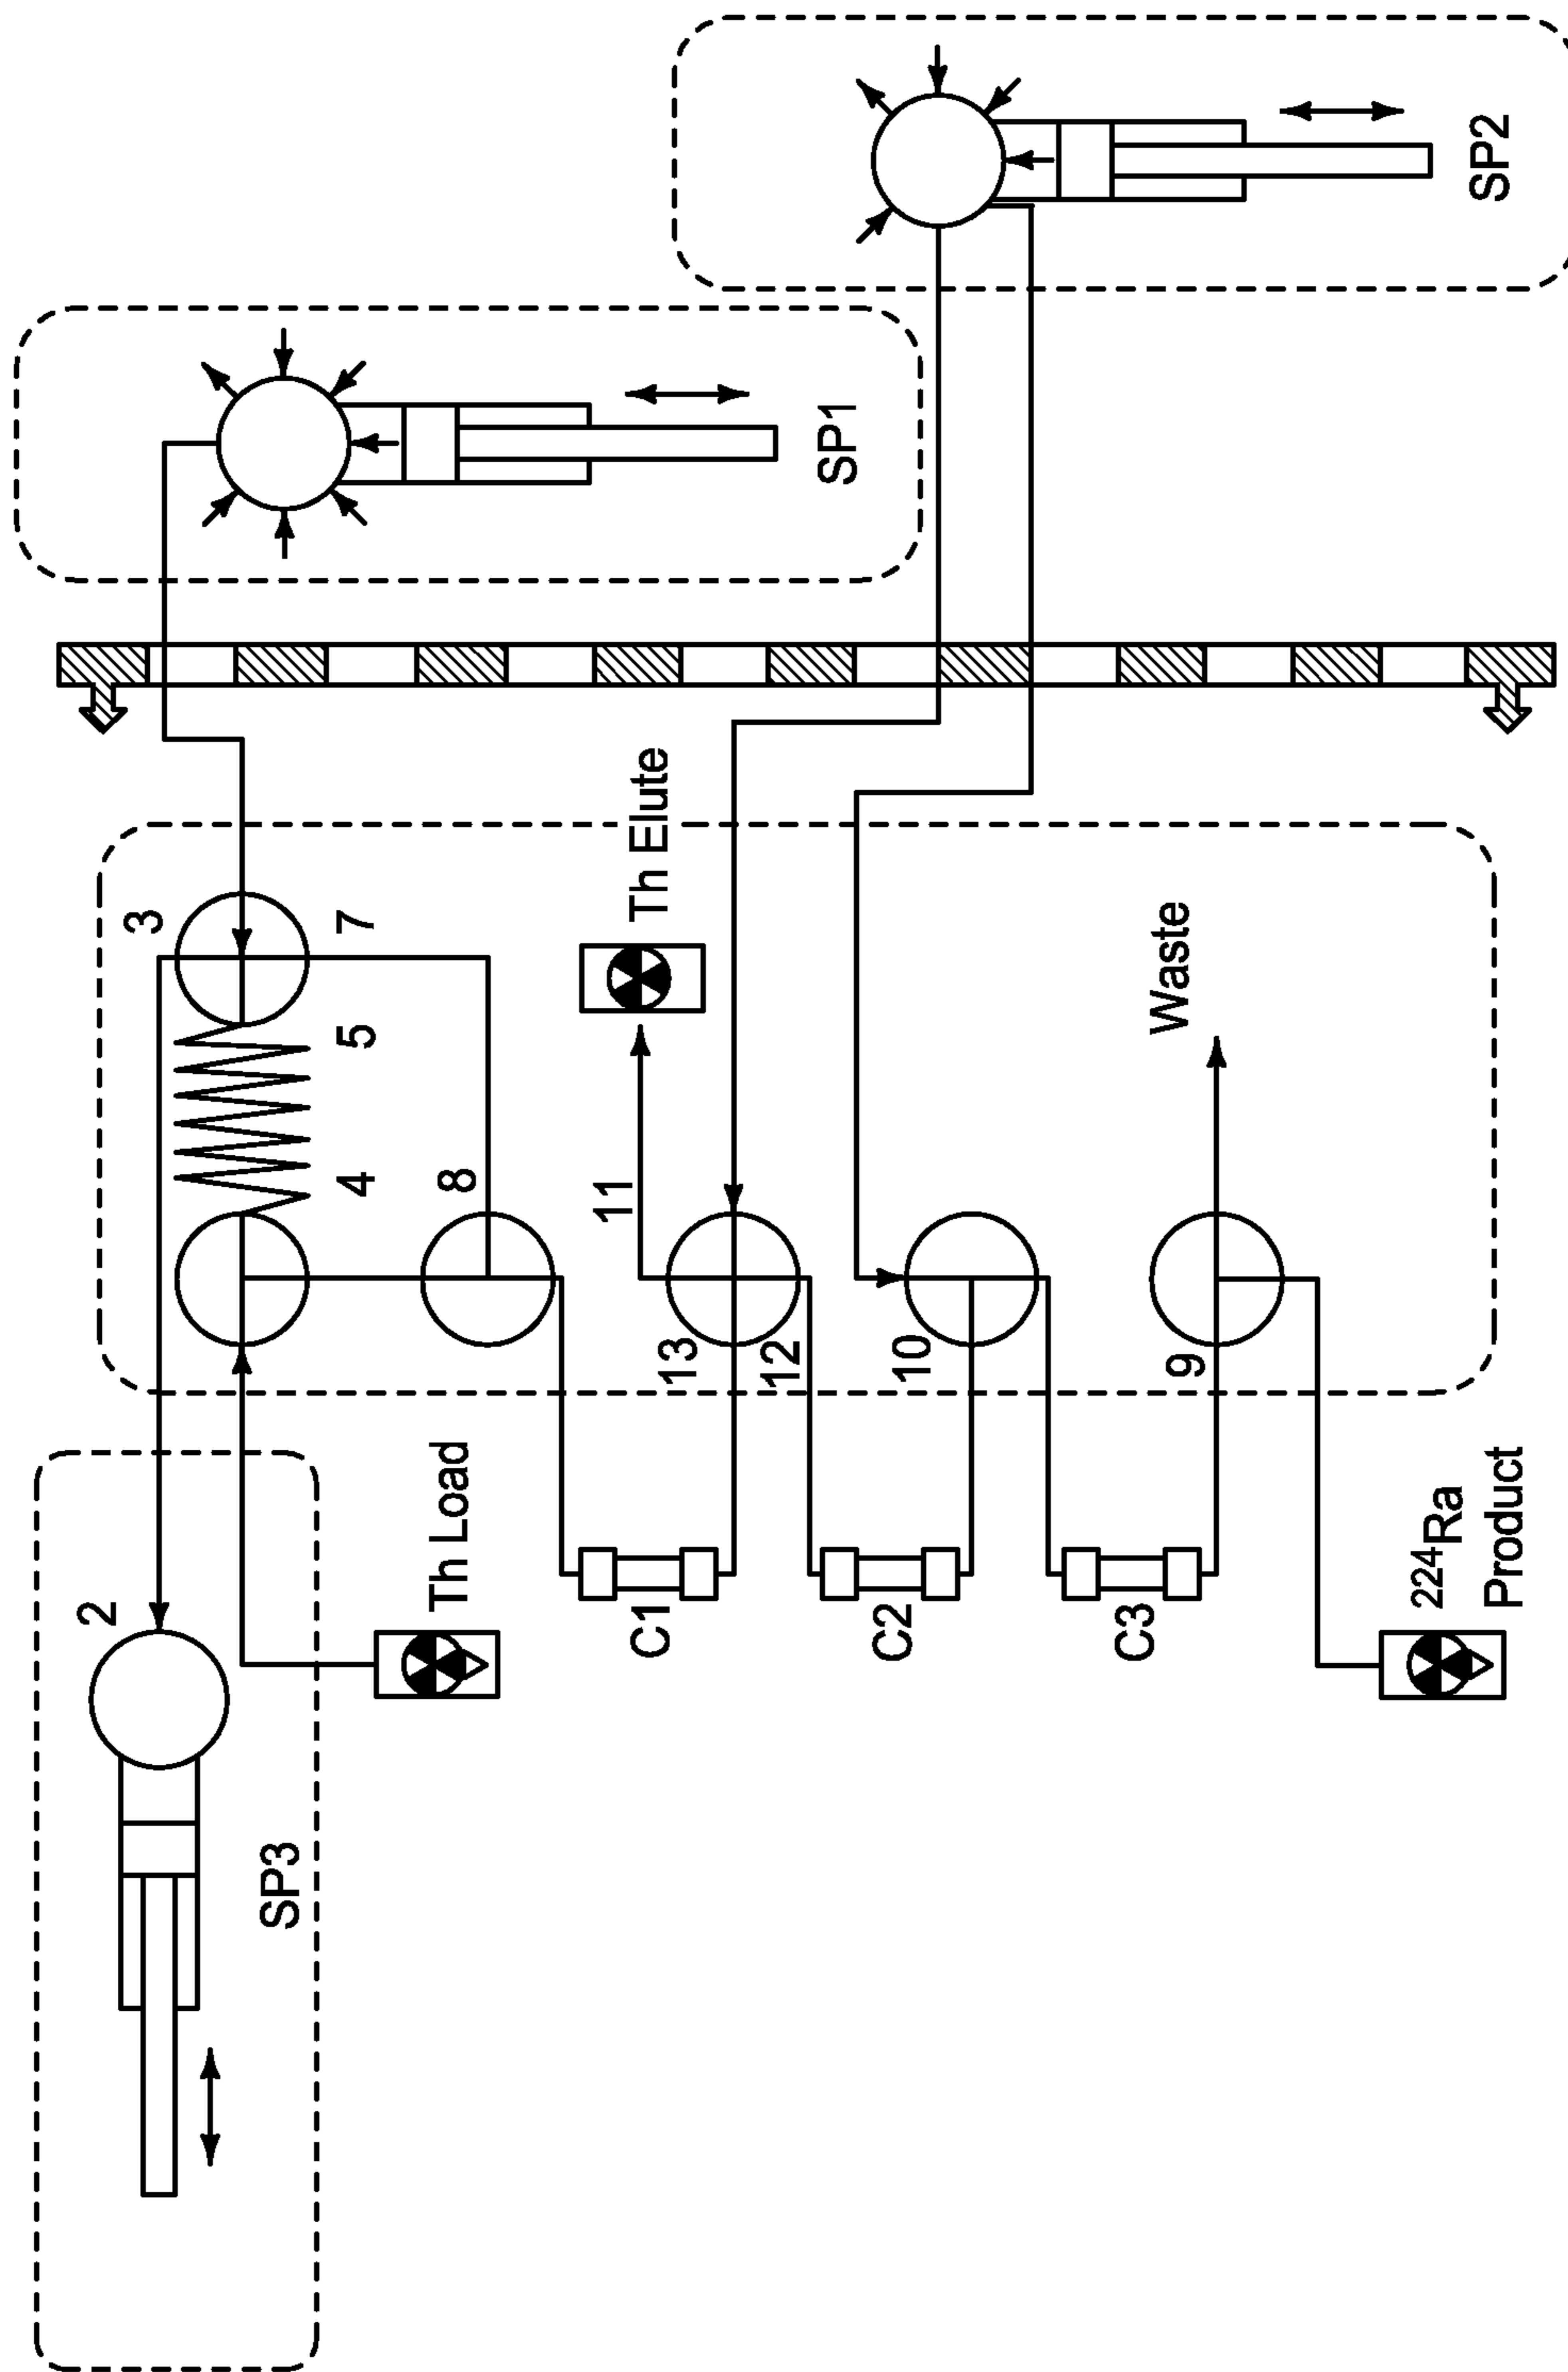 2
3
SP3
4
5
7
Th Load
8
11
C1
Th Elute
13
12
SP1
C2
10
C3
Waste
9
²²⁴Ra
Product
SP2